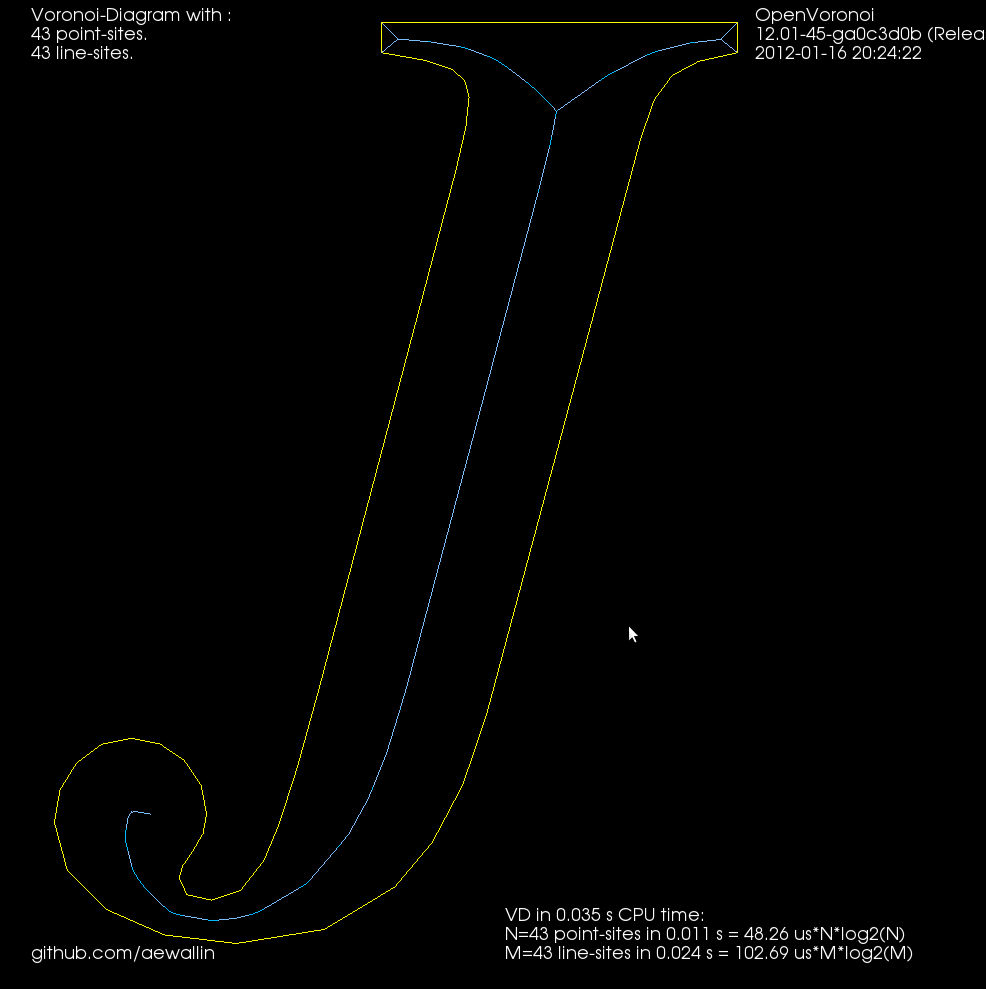 Voronoi-Diagram with :
43 point-sites.
43 line-sites.
OpenVoronoi
12.01-45-ga0c3d0b (Relea
2012-01-16 20:24:22
VD in 0.035 s CPU time:
N=43 point-sites in 0.011 s = 48.26 us*N*log2(N)
M=43 line-sites in 0.024 s = 102.69 us*M*log2(M)
github.com/aewallin